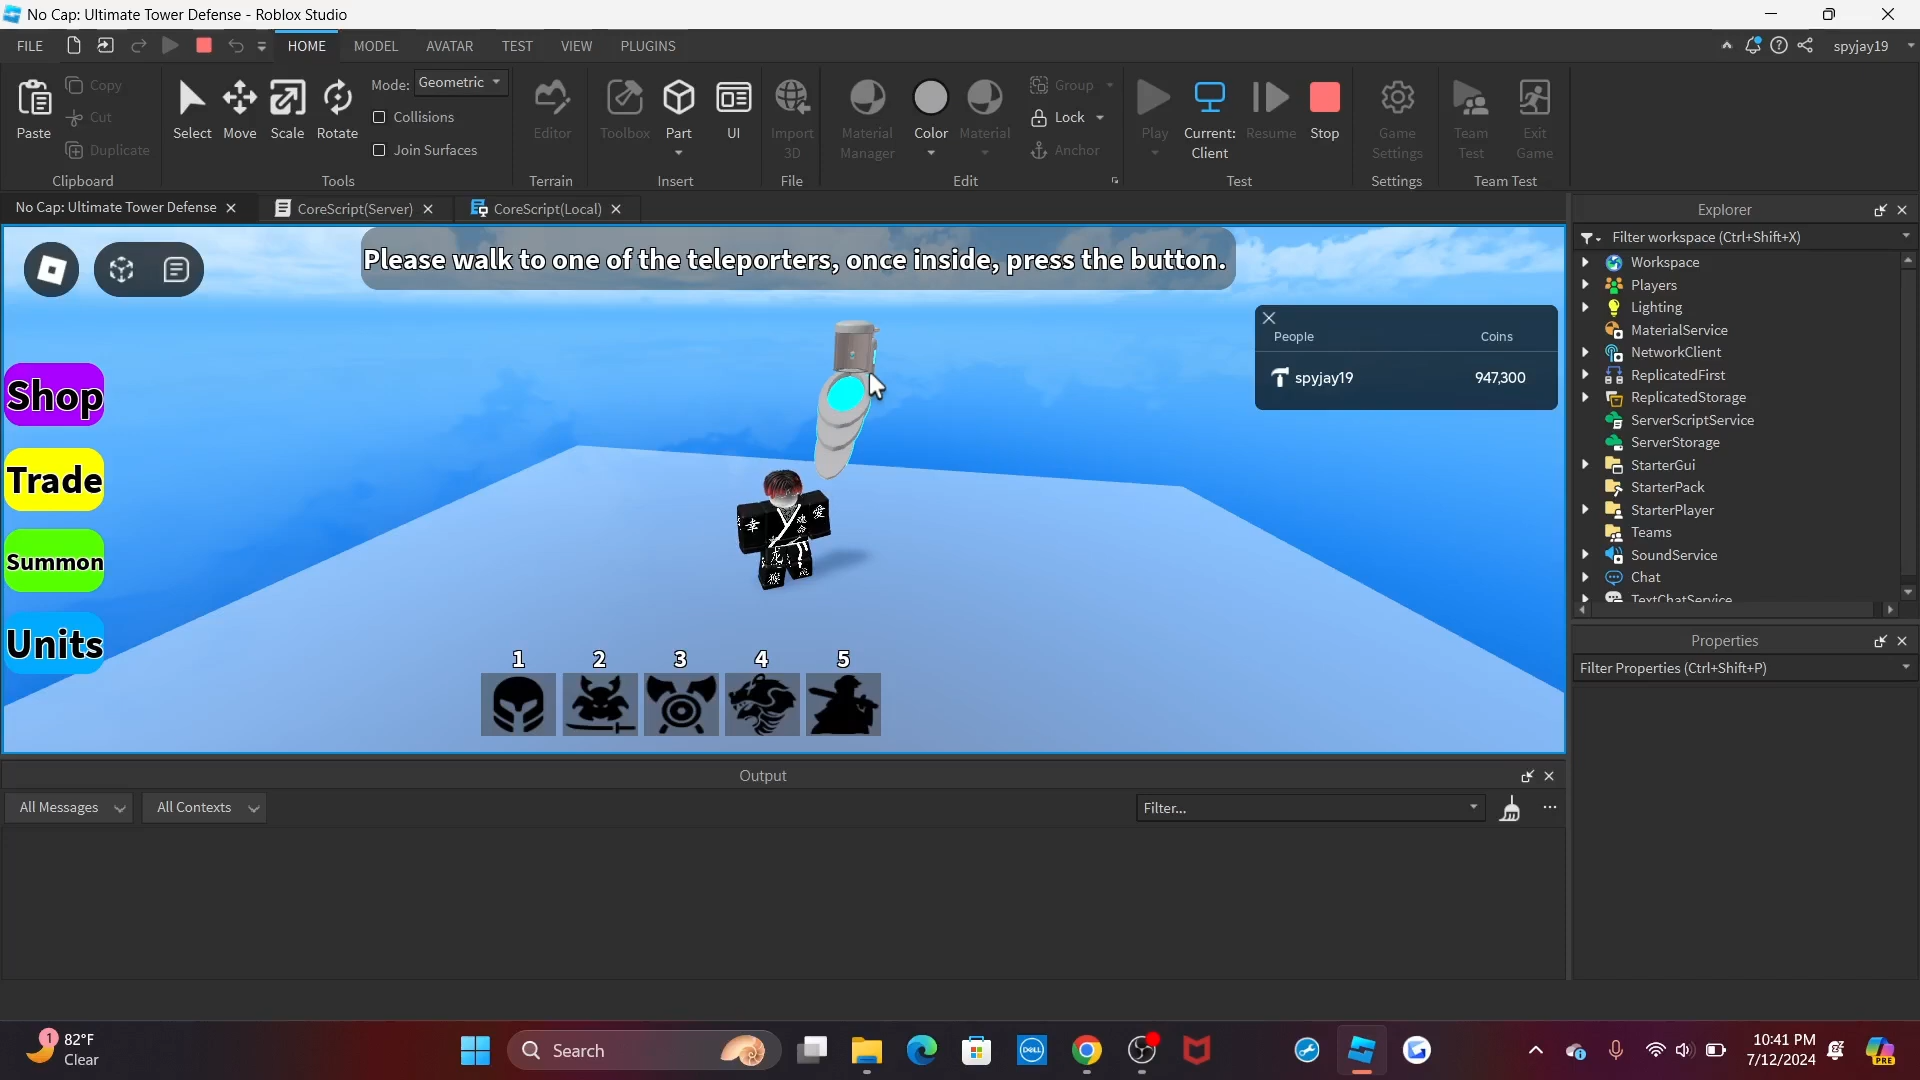 No Cap: Ultimate Tower Defense - Roblox Studio
FILE
HOME
MODEL
AVATAR
TEST
VIEW
PLUGINS
spyjay19
Paste
Copy
Cut
Duplicate
Clipboard
Select
Move
Scale
Rotate
Mode:
Geometric
Collisions
Join Surfaces
Tools
Editor
Terrain
Toolbox
Part
UI
Insert
Import
3D
File
Material
Manager
Color
Material
Group
Lock
Anchor
Edit
Play
Current:
Client
Resume
Stop
Test
Game
Settings
Settings
Team
Test
Exit
Game
Team Test
No Cap: Ultimate Tower Defense
CoreScript(Server)
CoreScript(Local)
Please walk to one of the teleporters, once inside, press the button.
People
Coins
spyjay19
947,300
Shop
Trade
Summon
Units
1
2
3
4
5
幸
愛
龙
Explorer
Filter workspace (Ctrl+Shift+X)
Workspace
Players
Lighting
MaterialService
NetworkClient
ReplicatedFirst
ReplicatedStorage
ServerScriptService
ServerStorage
StarterGui
StarterPack
StarterPlayer
Teams
SoundService
Chat
TextChatService
Properties
Filter Properties (Ctrl+Shift+P)
Output
All Messages
All Contexts
Filter...
1
82°F
Clear
Search
DELL
10:41 PM
7/12/2024
PRE